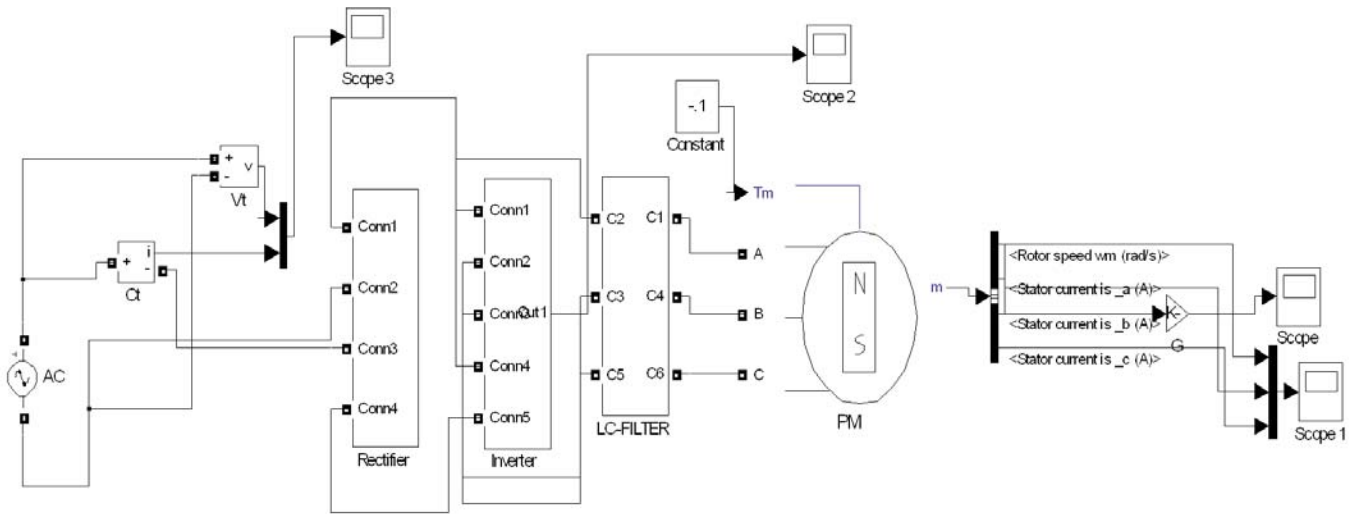 Scope 3
Scope 2
-.1
Constant
+
-
v
Vt
Tm
+
-
i
Ct
Conn1
Conn2
Conn3
Conn4
Rectifier
Conn1
Conn2
Out1
Conn4
Conn5
Inverter
C2
C1
C3
C4
C5
C6
LC-FILTER
A
B
C
N
S
PM
m
<Rotor speed wm (rad/s)>
<Stator current is _a (A)>
<Stator current is _b (A)>
<Stator current is _c (A)>
K-
G
Scope
Scope 1
AC